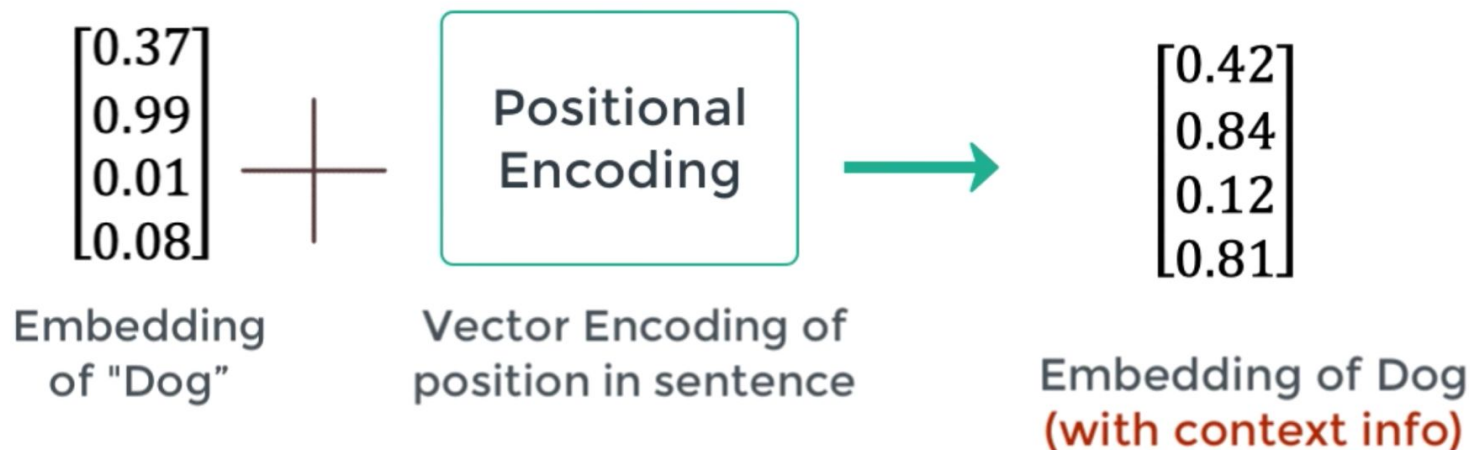 [0.37]
[0.99]
[0.01]
[0.08]
Embedding
of "Dog”
+
Positional
Encoding
Vector Encoding of
position in sentence
[0.42]
[0.84]
[0.12]
[0.81]
Embedding of Dog
(with context info)